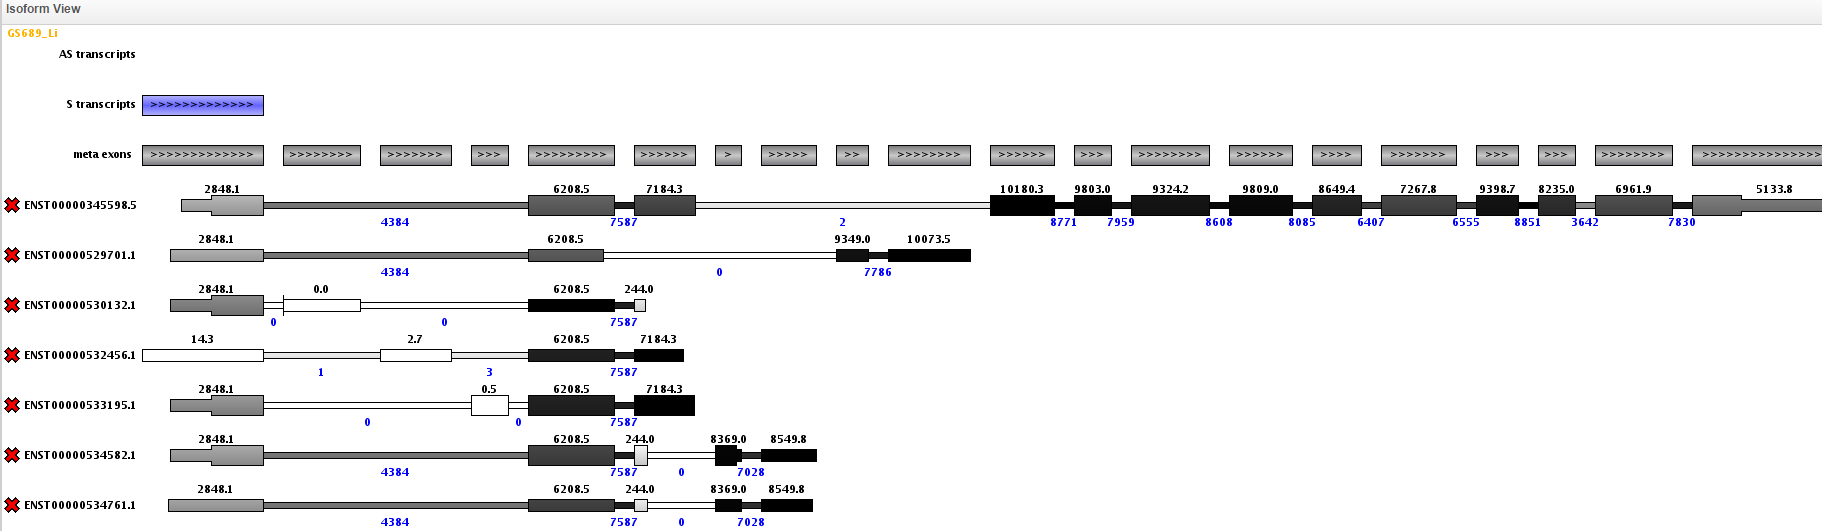 Isoform View
GS689_Li
AS transcripts
S transcripts >>>>>>>>>>>>>
meta exons >>>>>>>>>>>>> >>>>>>>> >>>>>>> >>> >>>>>>>>> >>>>>> > >>>>> >> >>>>>>>>> >>>>>> >>> >>>>>>>> >>>>>> >>>> >>>>>>> >>> >>> >>>>>>>> >>>>>>>>>>>>>
2848.1 6208.5 7184.3 10180.3 9803.0 9324.2 9809.0 8649.4 7267.8 9398.7 8235.0 6961.9 5133.8
ENST00000345598.5
4384 7587 2 8771 7959 8608 8085 6407 6555 8851 3642 7830
2848.1 6208.5 9349.0 10073.5
ENST00000529701.1
4384 0 7786
2848.1 0.0 6208.5 244.0
ENST00000530132.1
0 0 7587
14.3 2.7 6208.5 7184.3
ENST00000532456.1
1 3 7587
2848.1 0.5 6208.5 7184.3
ENST00000533195.1
0 0 7587
2848.1 6208.5 244.0 8369.0 8549.8
ENST00000534582.1
4384 7587 0 7028
2848.1 6208.5 244.0 8369.0 8549.8
ENST00000534761.1
4384 7587 0 7028